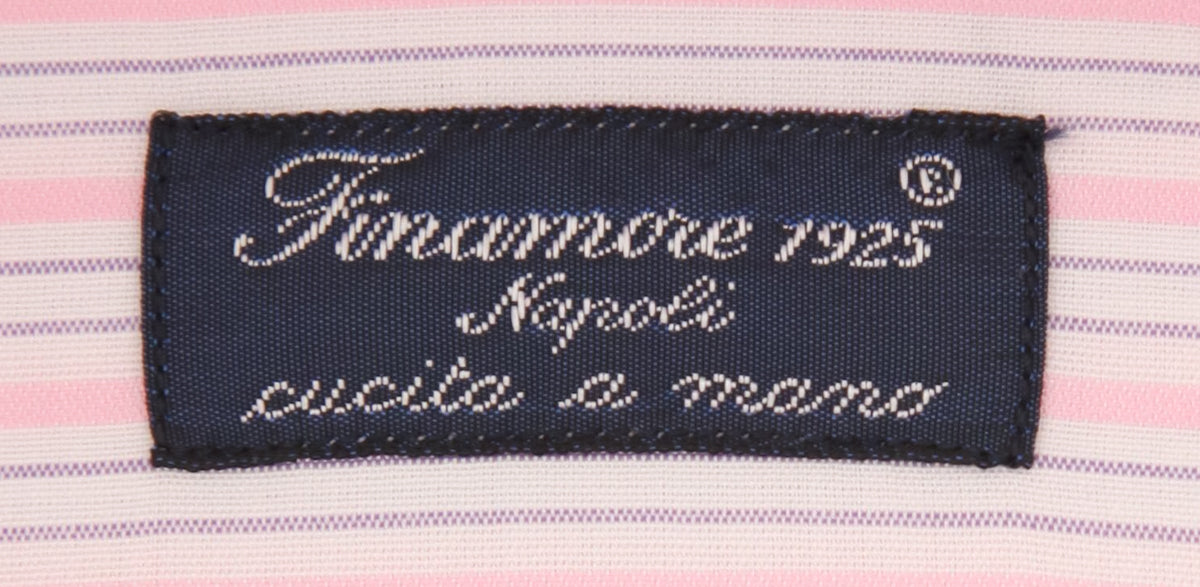 Finamore 1925®
Napoli
cucita a mano